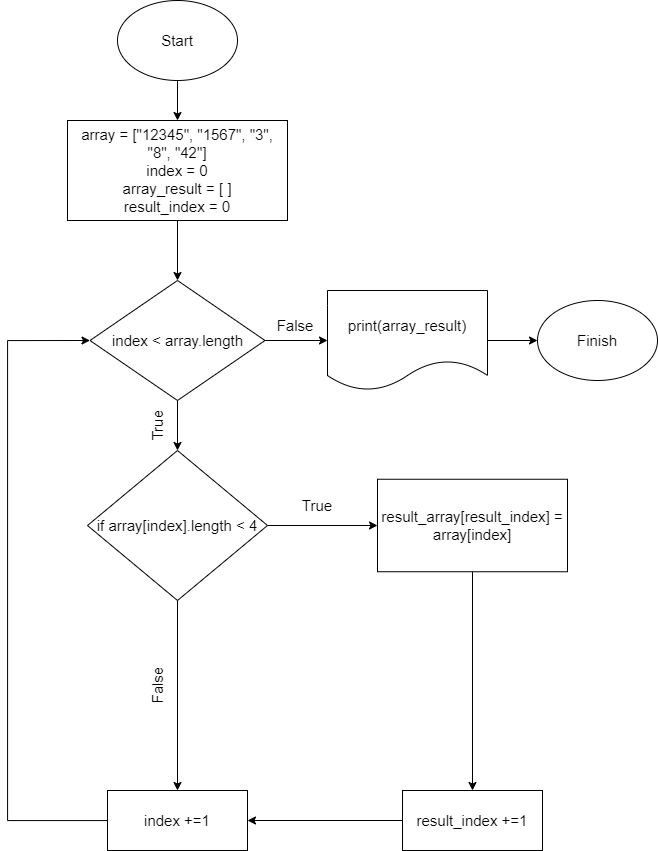 Start
array = ["12345", "1567", "3",
"8", "42"]
index = 0
array_result = [ ]
result_index = 0
index < array.length
False
print(array_result)
Finish
True
if array[index].length < 4
True
result_array[result_index] =
array[index]
False
index +=1
result_index +=1